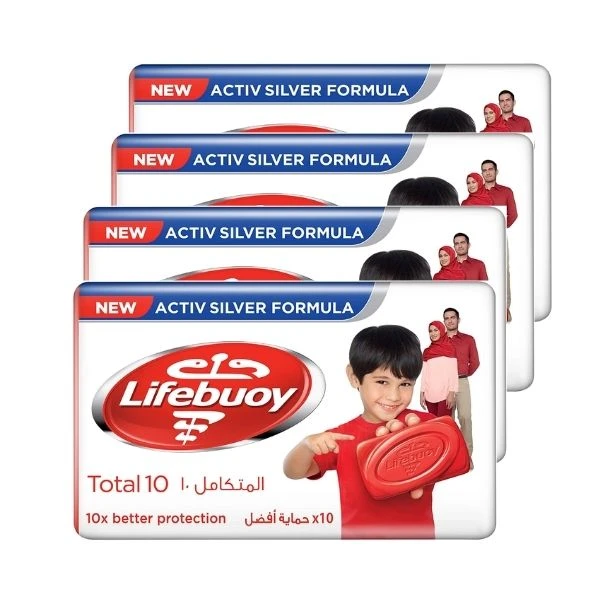 NEW ACTIV SILVER FORMULA
NEW ACTIV SILVER FORMULA
NEW ACTIV SILVER FORMULA
NEW ACTIV SILVER FORMULA
Lifebuoy
Lifebuoy
Total 10 المتكامل ١٠
10x better protection x10 حماية أفضل